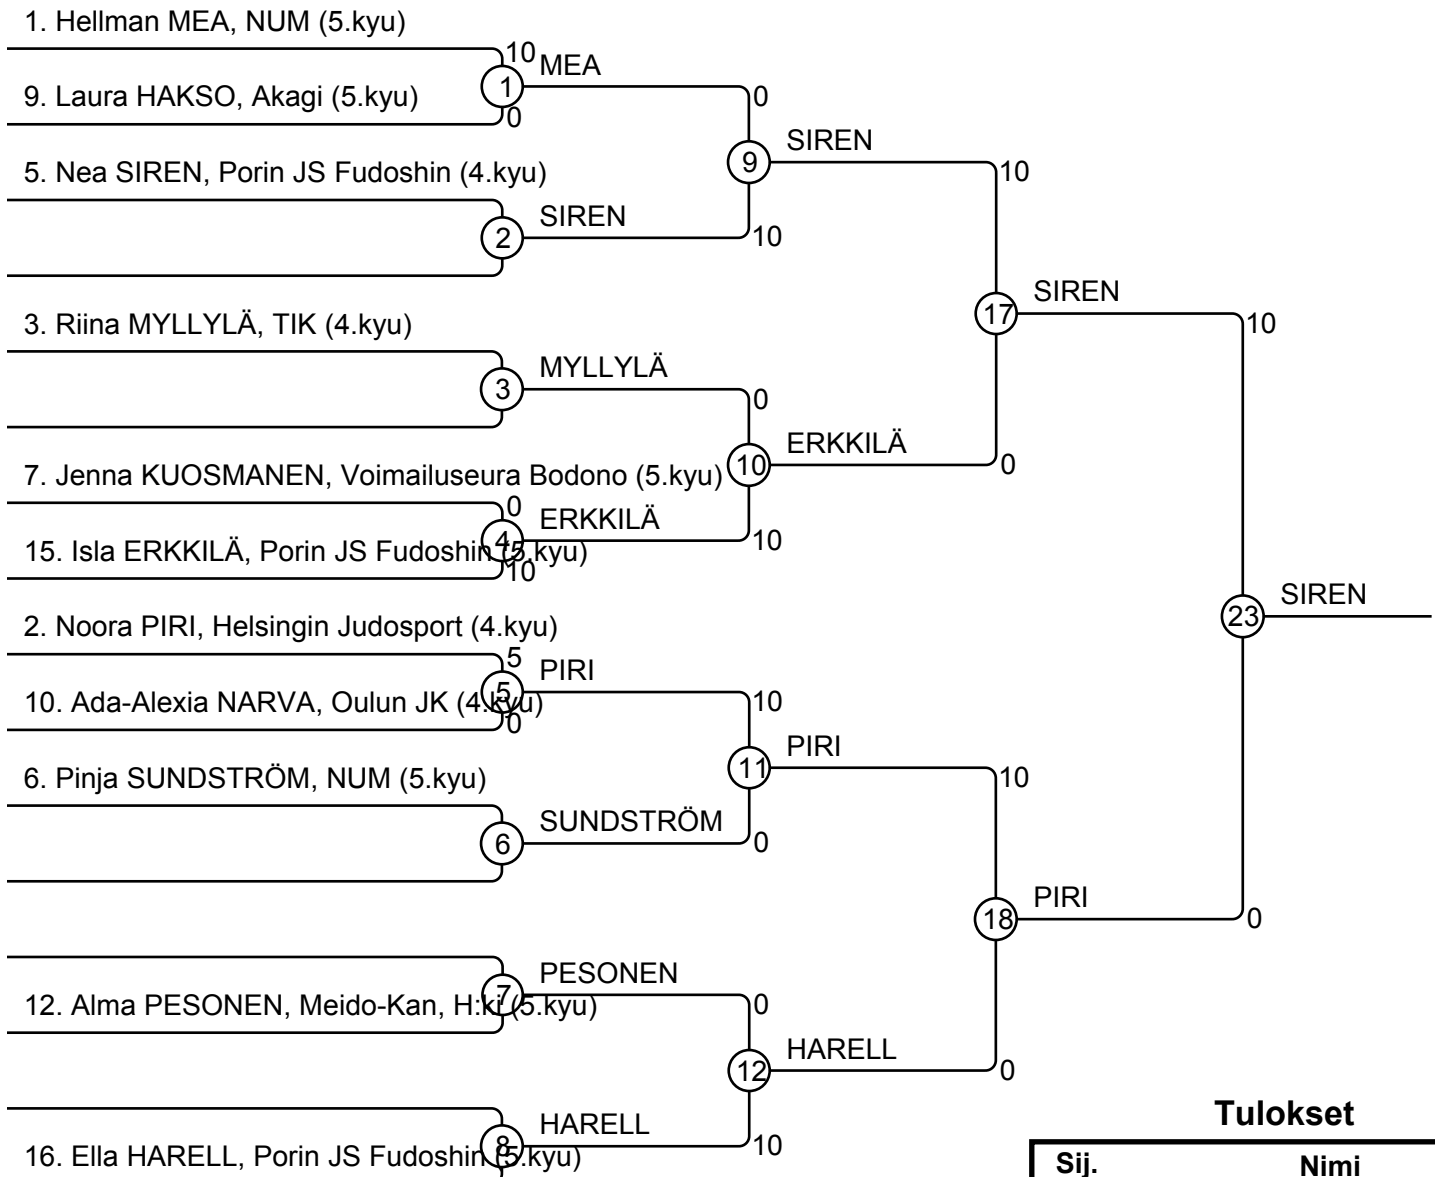 1. Hellman MEA, NUM (5.kyu)
10
MEA
1
0
9. Laura HAKSO, Akagi (5.kyu)
0
SIREN
9
10
5. Nea SIREN, Porin JS Fudoshin (4.kyu)
SIREN
2
10
SIREN
17
10
3. Riina MYLLYLÄ, TIK (4.kyu)
MYLLYLÄ
3
0
ERKKILÄ
10
0
7. Jenna KUOSMANEN, Voimailuseura Bodono (5.kyu)
0
ERKKILÄ
4
10
15. Isla ERKKILÄ, Porin JS Fudoshin (5.kyu)
10
SIREN
23
2. Noora PIRI, Helsingin Judosport (4.kyu)
5
PIRI
5
10
10. Ada-Alexia NARVA, Oulun JK (4.kyu)
0
PIRI
11
10
6. Pinja SUNDSTRÖM, NUM (5.kyu)
SUNDSTRÖM
6
0
PIRI
18
0
PESONEN
7
0
12. Alma PESONEN, Meido-Kan, H:ki (5.kyu)
HARELL
12
0
HARELL
8
10
16. Ella HARELL, Porin JS Fudoshin (5.kyu)
Tulokset
Sij. Nimi